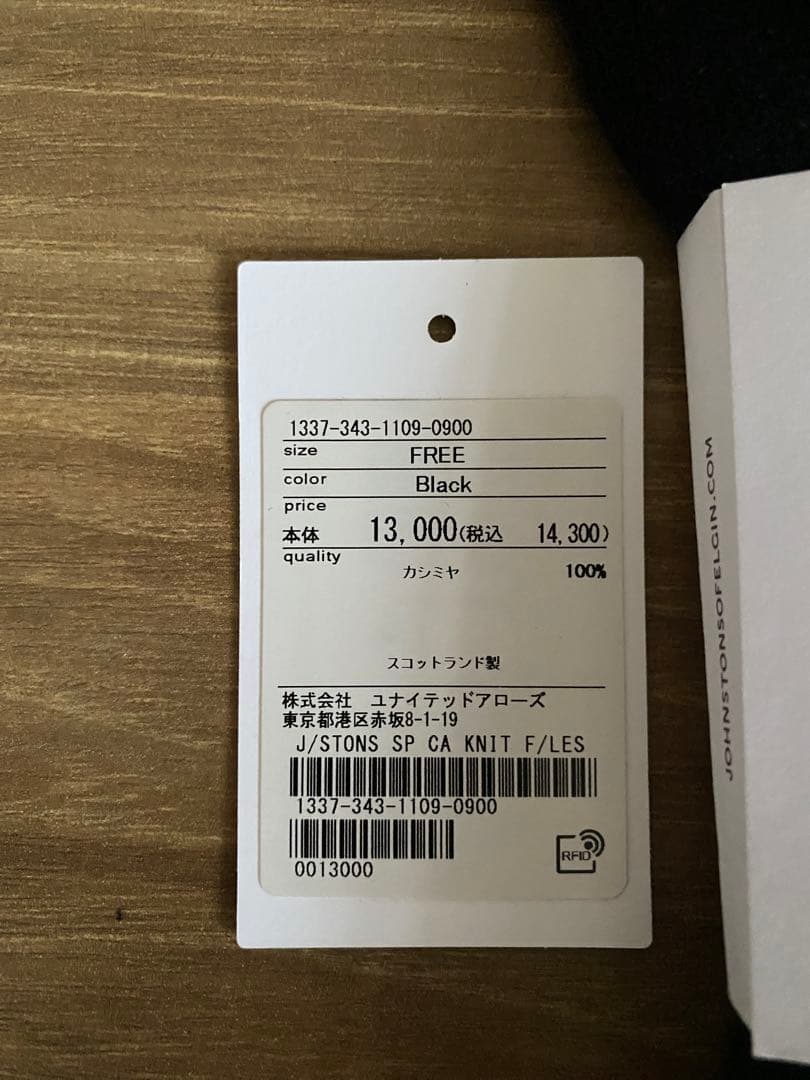 1337-343-1109-0900
size FREE
color Black
price
本体 13,000(税込 14,300)
quality
カシミヤ 100%
スコットランド製
株式会社 ユナイテッドアローズ
東京都港区赤坂8-1-19
J/STONS SP CA KNIT F/LES
1337-343-1109-0900
0013000
RFID
JOHNSTONSOFELGIN.COM